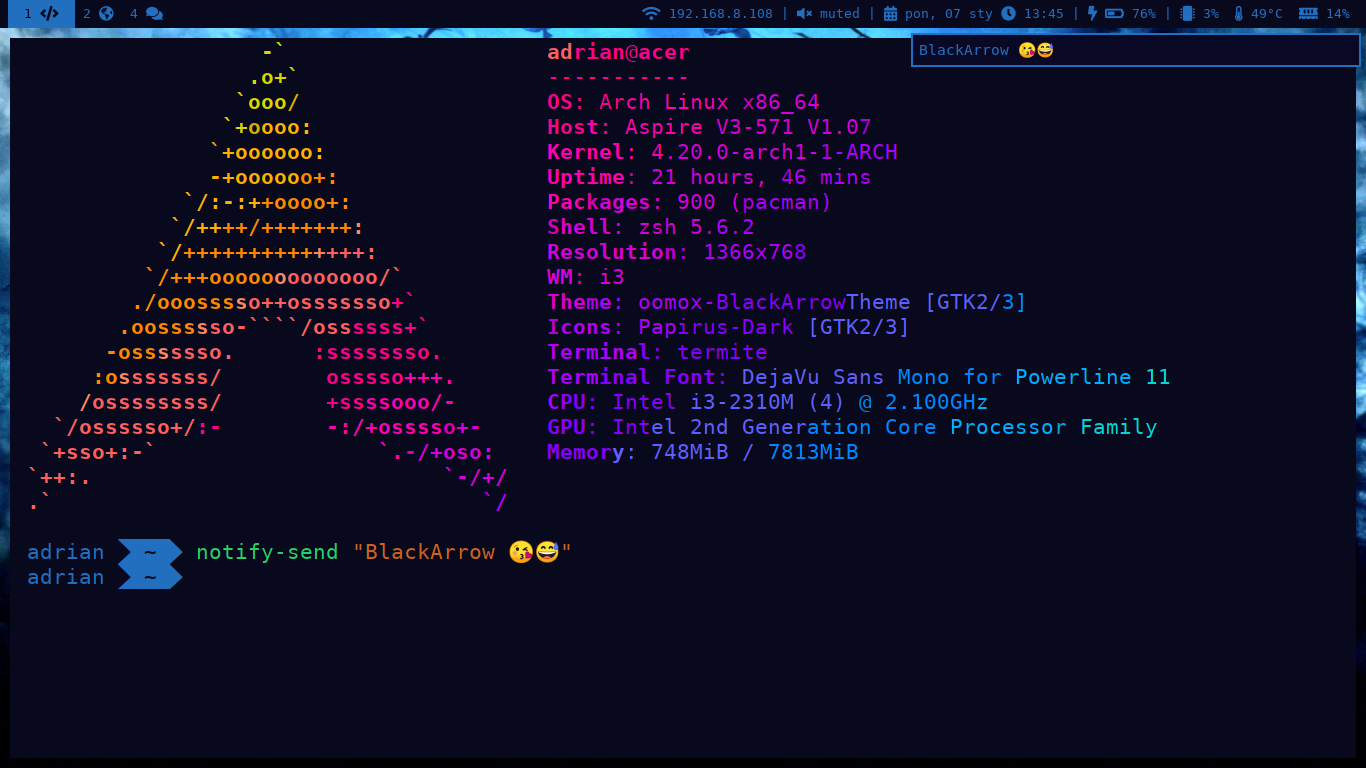 1 2 4 192.168.8.108 | muted | pon, 07 sty 13:45 | 76% | 3% 49°C 14%
BlackArrow 😘😅
                  -`
                 .o+`
                `ooo/
               `+oooo:
              `+oooooo:
              -+oooooo+:
            `/:-:++oooo+:
           `/++++/+++++++:
          `/++++++++++++++:
         `/+++ooooooooooooo/`
        ./ooosssso++osssssso+`
       .oossssso-````/ossssss+`
      -osssssso.      :ssssssso.
     :osssssss/        osssso+++.
    /ossssssss/        +ssssooo/-
  `/ossssso+/:-        -:/+osssso+-
 `+sso+:-`                 `.-/+oso:
`++:.                           `-/+/
.`                                 `/
adrian@acer
-----------
OS: Arch Linux x86_64
Host: Aspire V3-571 V1.07
Kernel: 4.20.0-arch1-1-ARCH
Uptime: 21 hours, 46 mins
Packages: 900 (pacman)
Shell: zsh 5.6.2
Resolution: 1366x768
WM: i3
Theme: oomox-BlackArrowTheme [GTK2/3]
Icons: Papirus-Dark [GTK2/3]
Terminal: termite
Terminal Font: DejaVu Sans Mono for Powerline 11
CPU: Intel i3-2310M (4) @ 2.100GHz
GPU: Intel 2nd Generation Core Processor Family
Memory: 748MiB / 7813MiB
adrian ~ notify-send "BlackArrow 😘😅"
adrian ~